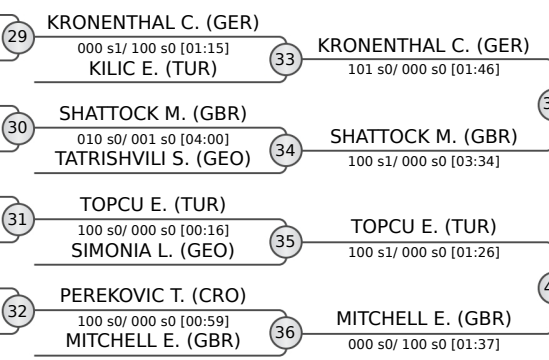 KRONENTHAL C. (GER)
29
000 s1/ 100 s0 [01:15]
KILIC E. (TUR)
33
KRONENTHAL C. (GER)
101 s0/ 000 s0 [01:46]
SHATTOCK M. (GBR)
30
010 s0/ 001 s0 [04:00]
TATRISHVILI S. (GEO)
34
SHATTOCK M. (GBR)
100 s1/ 000 s0 [03:34]
TOPCU E. (TUR)
31
100 s0/ 000 s0 [00:16]
SIMONIA L. (GEO)
35
TOPCU E. (TUR)
100 s1/ 000 s0 [01:26]
PEREKOVIC T. (CRO)
32
100 s0/ 000 s0 [00:59]
MITCHELL E. (GBR)
36
MITCHELL E. (GBR)
000 s0/ 100 s0 [01:37]